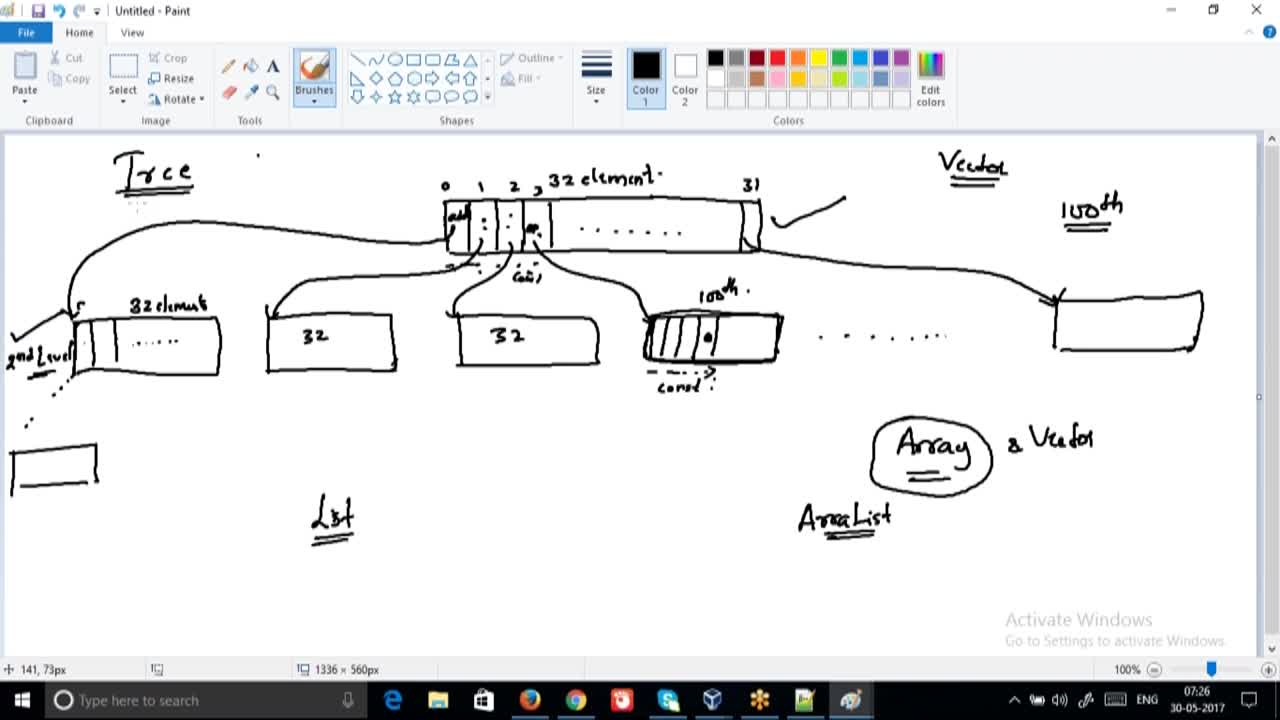 Untitled - Paint
File
Home
View
Paste
Cut
Copy
Clipboard
Select
Crop
Resize
Rotate
Image
Tools
Brushes
Shapes
Outline
Fill
Size
Color 1
Color 2
Edit colors
Colors
Tree
Vector
0 1 2 3 32 element 31
100th
32 element
100th
2nd Level
32
32
const
Array & Vector
List
ArraList
Activate Windows
Go to Settings to activate Windows.
141, 73px
1336 × 560px
100%
Type here to search
ENG
07:26
30-05-2017